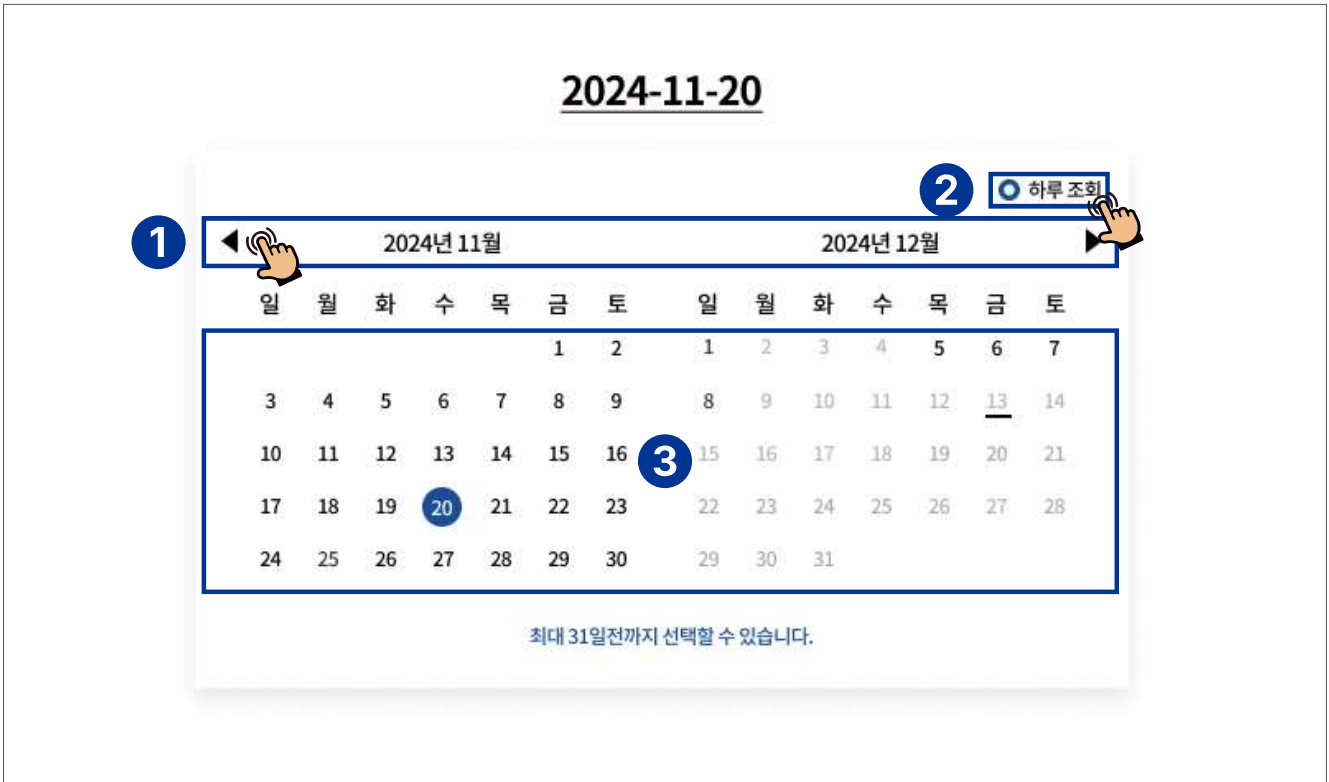 2024-11-20
2 하루 조회
1 2024년 11월 2024년 12월
일 월 화 수 목 금 토 일 월 화 수 목 금 토
1 2 1 2 3 4 5 6 7
3 4 5 6 7 8 9 8 9 10 11 12 13 14
10 11 12 13 14 15 16 3 15 16 17 18 19 20 21
17 18 19 20 21 22 23 22 23 24 25 26 27 28
24 25 26 27 28 29 30 29 30 31
최대 31일전까지 선택할 수 있습니다.